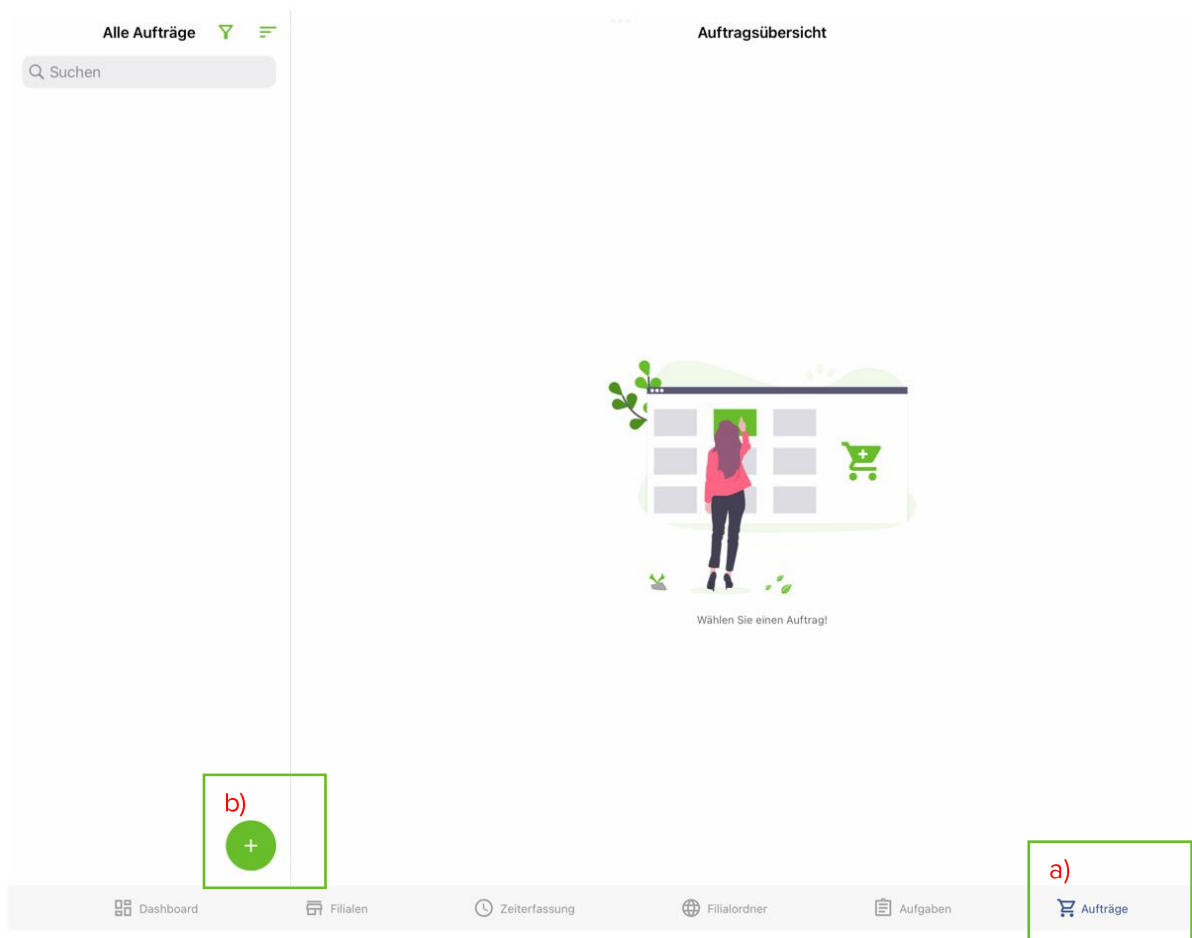 Alle Aufträge
Auftragsübersicht
Suchen
Wählen Sie einen Auftrag!
b)
+
a)
Dashboard
Filialen
Zeiterfassung
Filialordner
Aufgaben
Aufträge